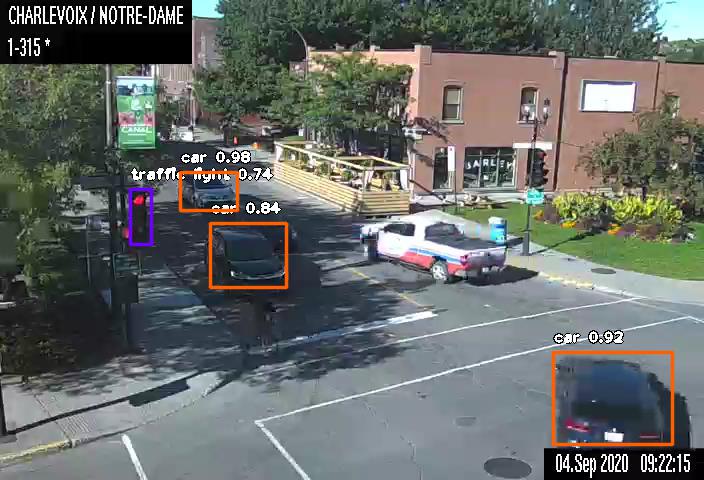 CHARLEVOIX / NOTRE-DAME
1-315 *
CANAL
car 0.98
traffic light 0.74
car 0.84
car 0.92
04.Sep 2020 09:22:15